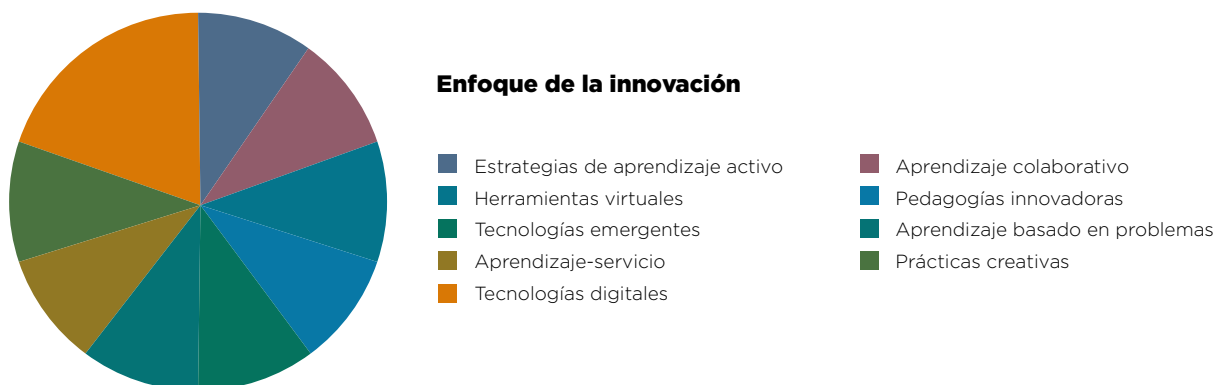 Enfoque de la innovación
Estrategias de aprendizaje activo
Aprendizaje colaborativo
Herramientas virtuales
Pedagogías innovadoras
Tecnologías emergentes
Aprendizaje basado en problemas
Aprendizaje-servicio
Prácticas creativas
Tecnologías digitales